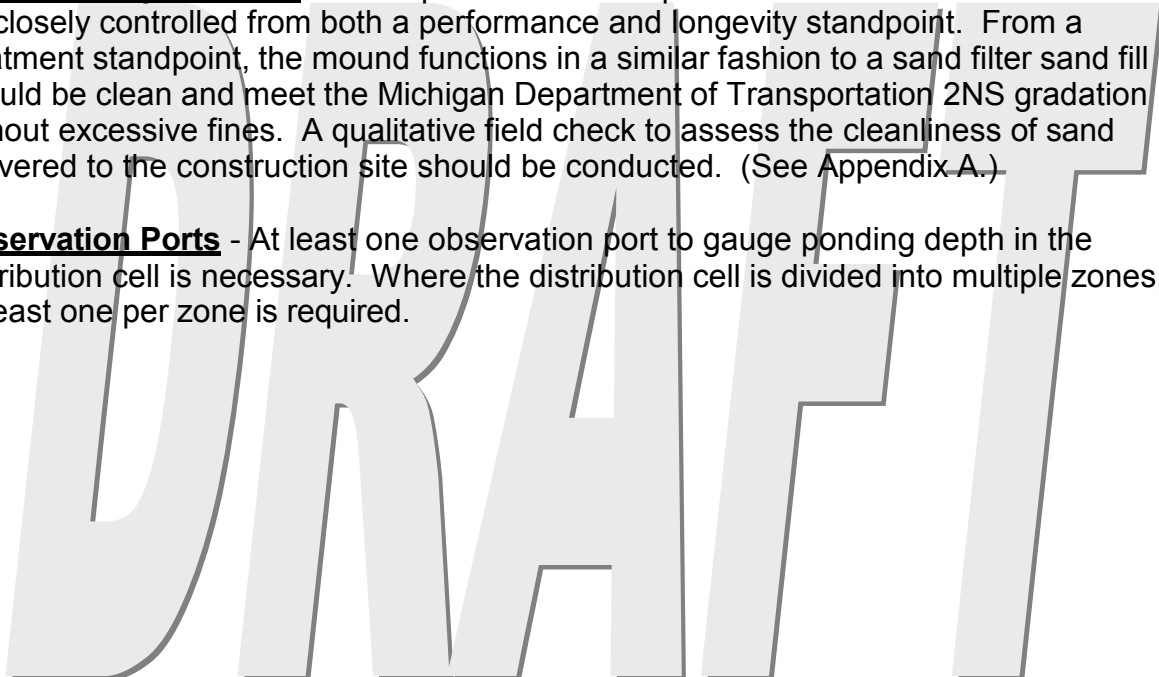 closely controlled from both a performance and longevity standpoint. From a
atment standpoint, the mound functions in a similar fashion to a sand filter sand fill
uld be clean and meet the Michigan Department of Transportation 2NS gradation
hout excessive fines. A qualitative field check to assess the cleanliness of sand
vered to the construction site should be conducted. (See Appendix A.)
servation Ports - At least one observation port to gauge ponding depth in the
ribution cell is necessary. Where the distribution cell is divided into multiple zones
east one per zone is required.
DRAFT